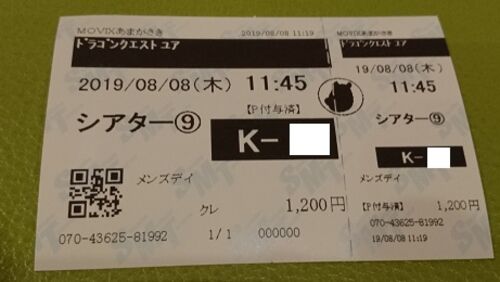 MOVIXあまがさき 2019/08/08 11:19
ドラゴンクエスト ユア
2019/08/08(木) 11:45
【P付与済】
シアター⑨
K-
メンズデイ
クレ 1,200円
070-43625-81992 1/1 000000
MOVIXあまがさき
ドラゴンクエスト ユア
19/08/08(木)
11:45
シアター⑨
K-
メンズデイ
【P付与済】 1,200円
070-43625-81992
19/08/08 11:19